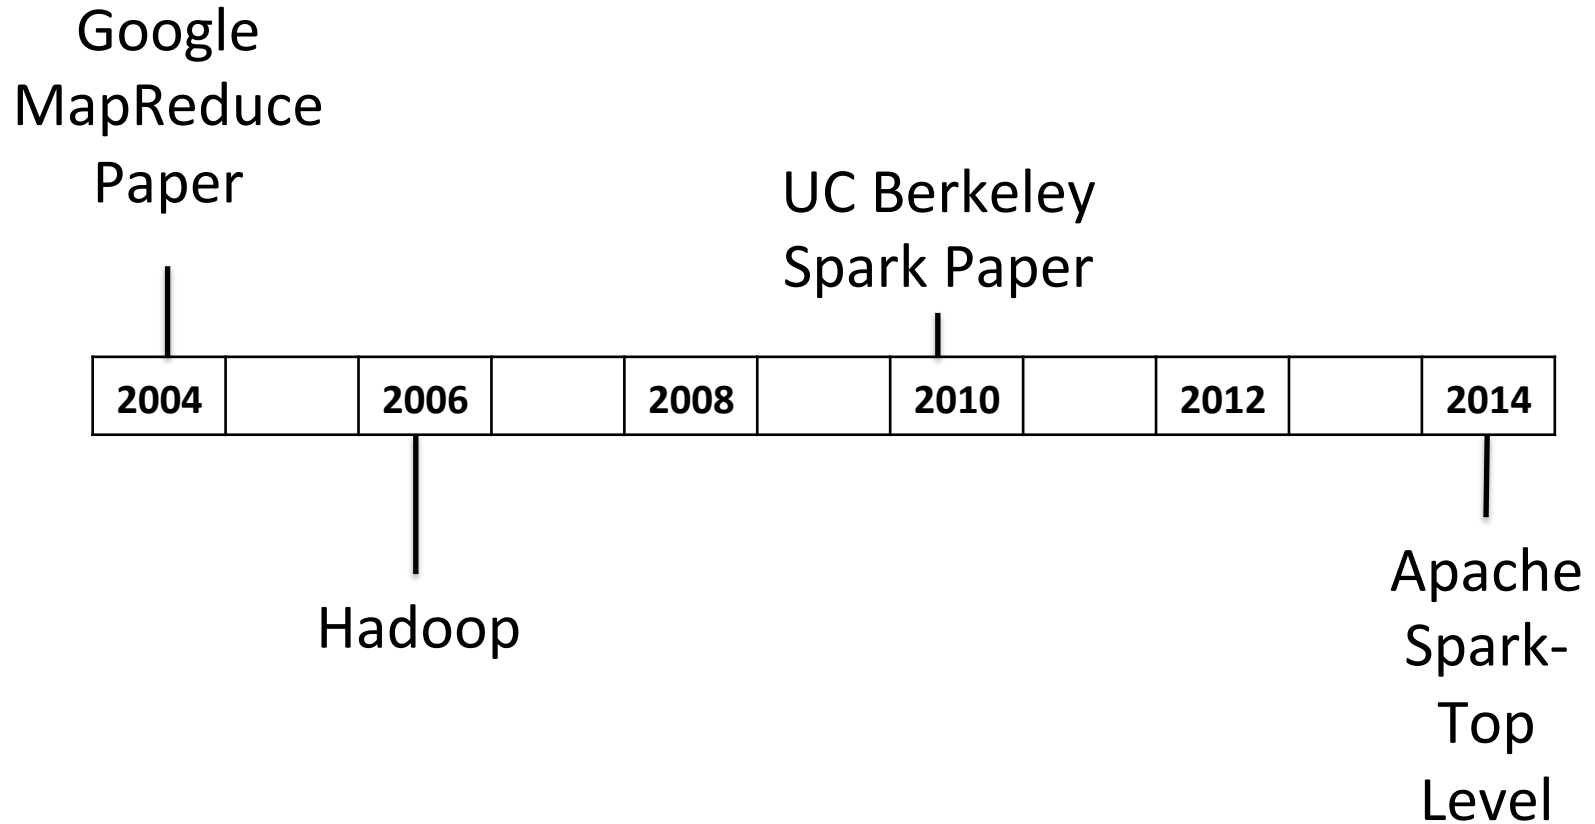 Google
MapReduce
Paper
UC Berkeley
Spark Paper
2004 2006 2008 2010 2012 2014
Hadoop
Apache
Spark-
Top
Level